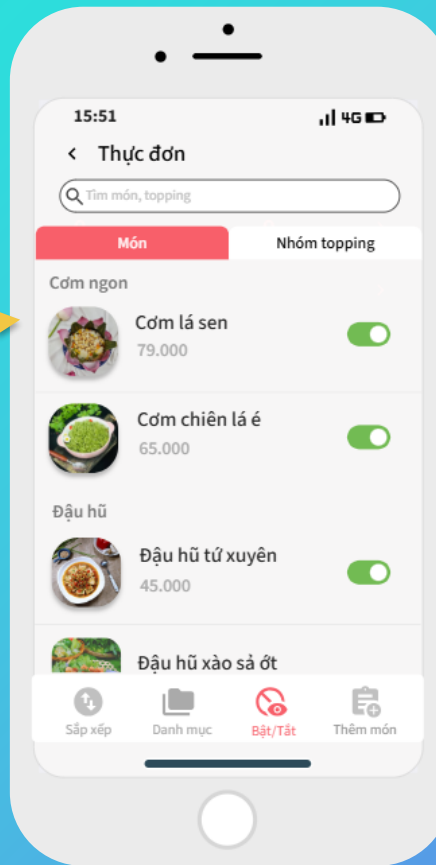 15:51
4G
Thực đơn
Tìm món, topping
Món
Nhóm topping
Cơm ngon
Cơm lá sen
79.000
Cơm chiên lá é
65.000
Đậu hũ
Đậu hũ tứ xuyên
45.000
Đậu hũ xào sả ớt
Sắp xếp
Danh mục
Bật/Tắt
Thêm món